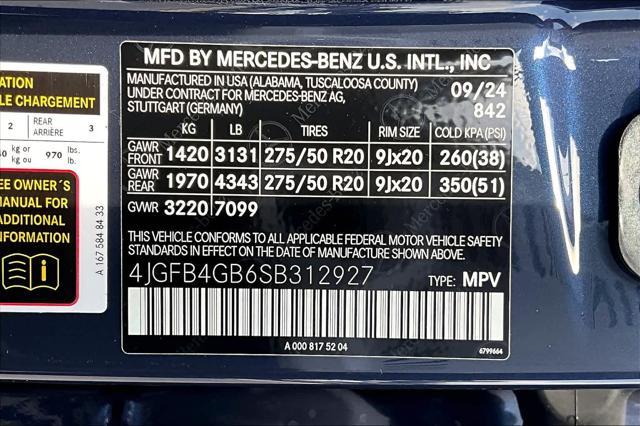 ATION
LE CHARGEMENT
2 REAR ARRIÈRE 3
kg or ou 970 lbs.
EE OWNER´S
MANUAL FOR
ADDITIONAL
INFORMATION
A 167 584 84 33
MFD BY MERCEDES-BENZ U.S. INTL., INC
MANUFACTURED IN USA (ALABAMA, TUSCALOOSA COUNTY) 09/24
UNDER CONTRACT FOR MERCEDES-BENZ AG, 842
STUTTGART (GERMANY)
KG LB TIRES RIM SIZE COLD KPA(PSI)
GAWR FRONT 1420 3131 275/50 R20 9Jx20 260(38)
GAWR REAR 1970 4343 275/50 R20 9Jx20 350(51)
GVWR 3220 7099
THIS VEHICLE CONFORMS TO ALL APPLICABLE FEDERAL MOTOR VEHICLE SAFETY
STANDARDS IN EFFECT ON THE DATE OF MANUFACTURE SHOWN ABOVE.
4JGFB4GB6SB312927 TYPE: MPV
A 000 817 52 04 6799664